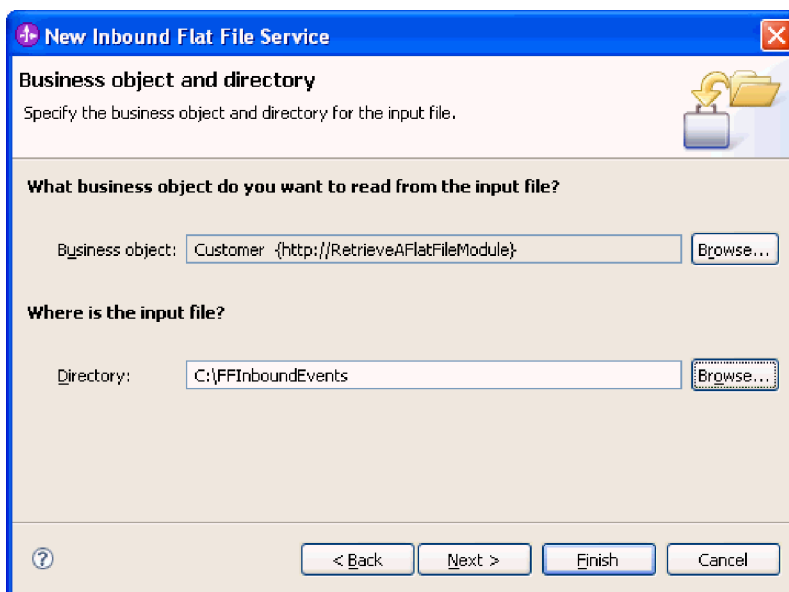 New Inbound Flat File Service
Business object and directory
Specify the business object and directory for the input file.
What business object do you want to read from the input file?
Business object: Customer {http://RetrieveAFlatFileModule} Browse...
Where is the input file?
Directory: C:\FFInboundEvents Browse...
? < Back Next > Finish Cancel